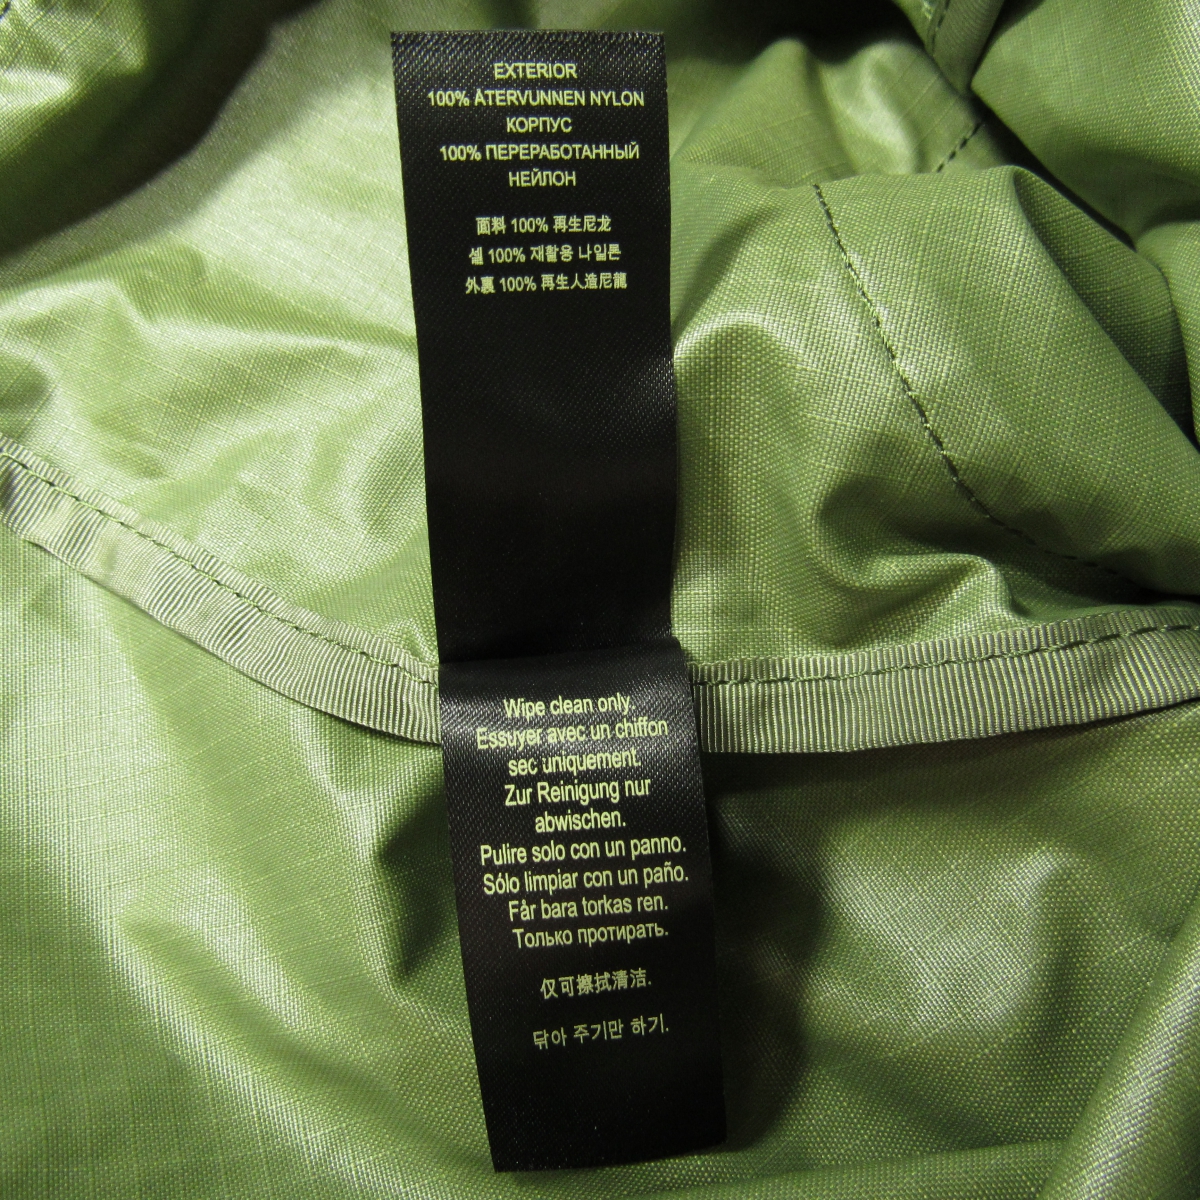 EXTERIOR
100% ÅTERVUNNEN NYLON
КОРПУС
100% ПЕРЕРАБОТАННЫЙ
НЕЙЛОН
面料 100% 再生尼龙
셸 100% 재활용 나일론
外裏 100% 再生人造尼龍
Wipe clean only.
Essuyer avec un chiffon
sec uniquement.
Zur Reinigung nur
abwischen.
Pulire solo con un panno.
Sólo limpiar con un paño.
Får bara torkas ren.
Только протирать.
仅可擦拭清洁.
닦아 주기만 하기.